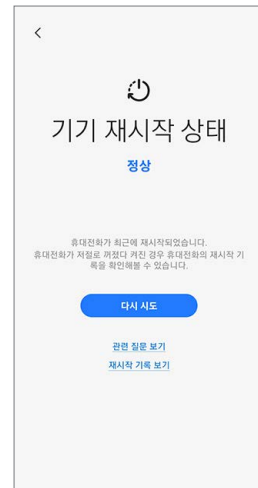 기기 재시작 상태
정상
휴대전화가 최근에 재시작되었습니다.
휴대전화가 저절로 꺼졌다 켜진 경우 휴대전화의 재시작 기
록을 확인해볼 수 있습니다.
다시 시도
관련 질문 보기
재시작 기록 보기